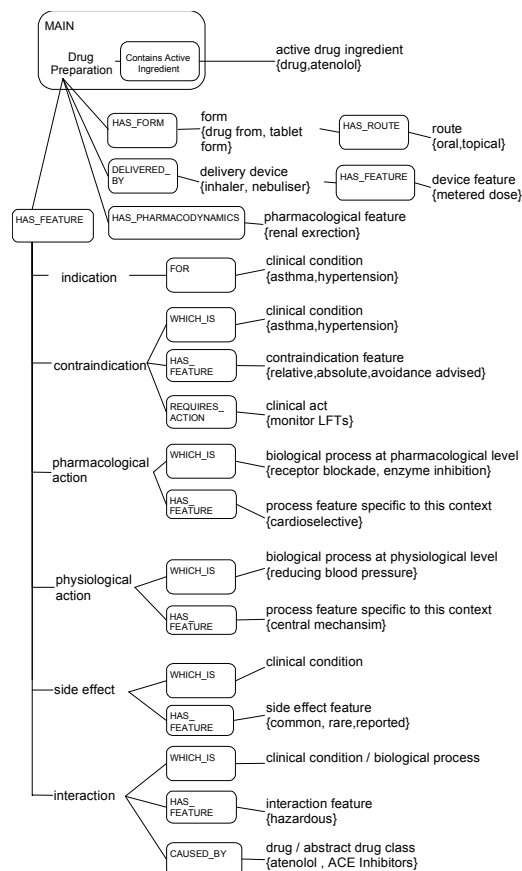 MAIN
Drug
Preparation
Contains Active
Ingredient
active drug ingredient
{drug,atenolol}
HAS_FORM
form
{drug from, tablet
form}
HAS_ROUTE
route
{oral,topical}
DELIVERED_
BY
delivery device
{inhaler, nebuliser}
HAS_FEATURE
device feature
{metered dose}
HAS_FEATURE
HAS_PHARMACODYNAMICS
pharmacological feature
{renal exrection}
indication
FOR
clinical condition
{asthma,hypertension}
contraindication
WHICH_IS
clinical condition
{asthma,hypertension}
HAS_
FEATURE
contraindication feature
{relative,absolute,avoidance advised}
REQUIRES_
ACTION
clinical act
{monitor LFTs}
pharmacological
action
WHICH_IS
biological process at pharmacological level
{receptor blockade, enzyme inhibition}
HAS_
FEATURE
process feature specific to this context
{cardioselective}
physiological
action
WHICH_IS
biological process at physiological level
{reducing blood pressure}
HAS_
FEATURE
process feature specific to this context
{central mechansim}
side effect
WHICH_IS
clinical condition
HAS_
FEATURE
side effect feature
{common, rare,reported}
interaction
WHICH_IS
clinical condition / biological process
HAS_
FEATURE
interaction feature
{hazardous}
CAUSED_BY
drug / abstract drug class
{atenolol , ACE Inhibitors}